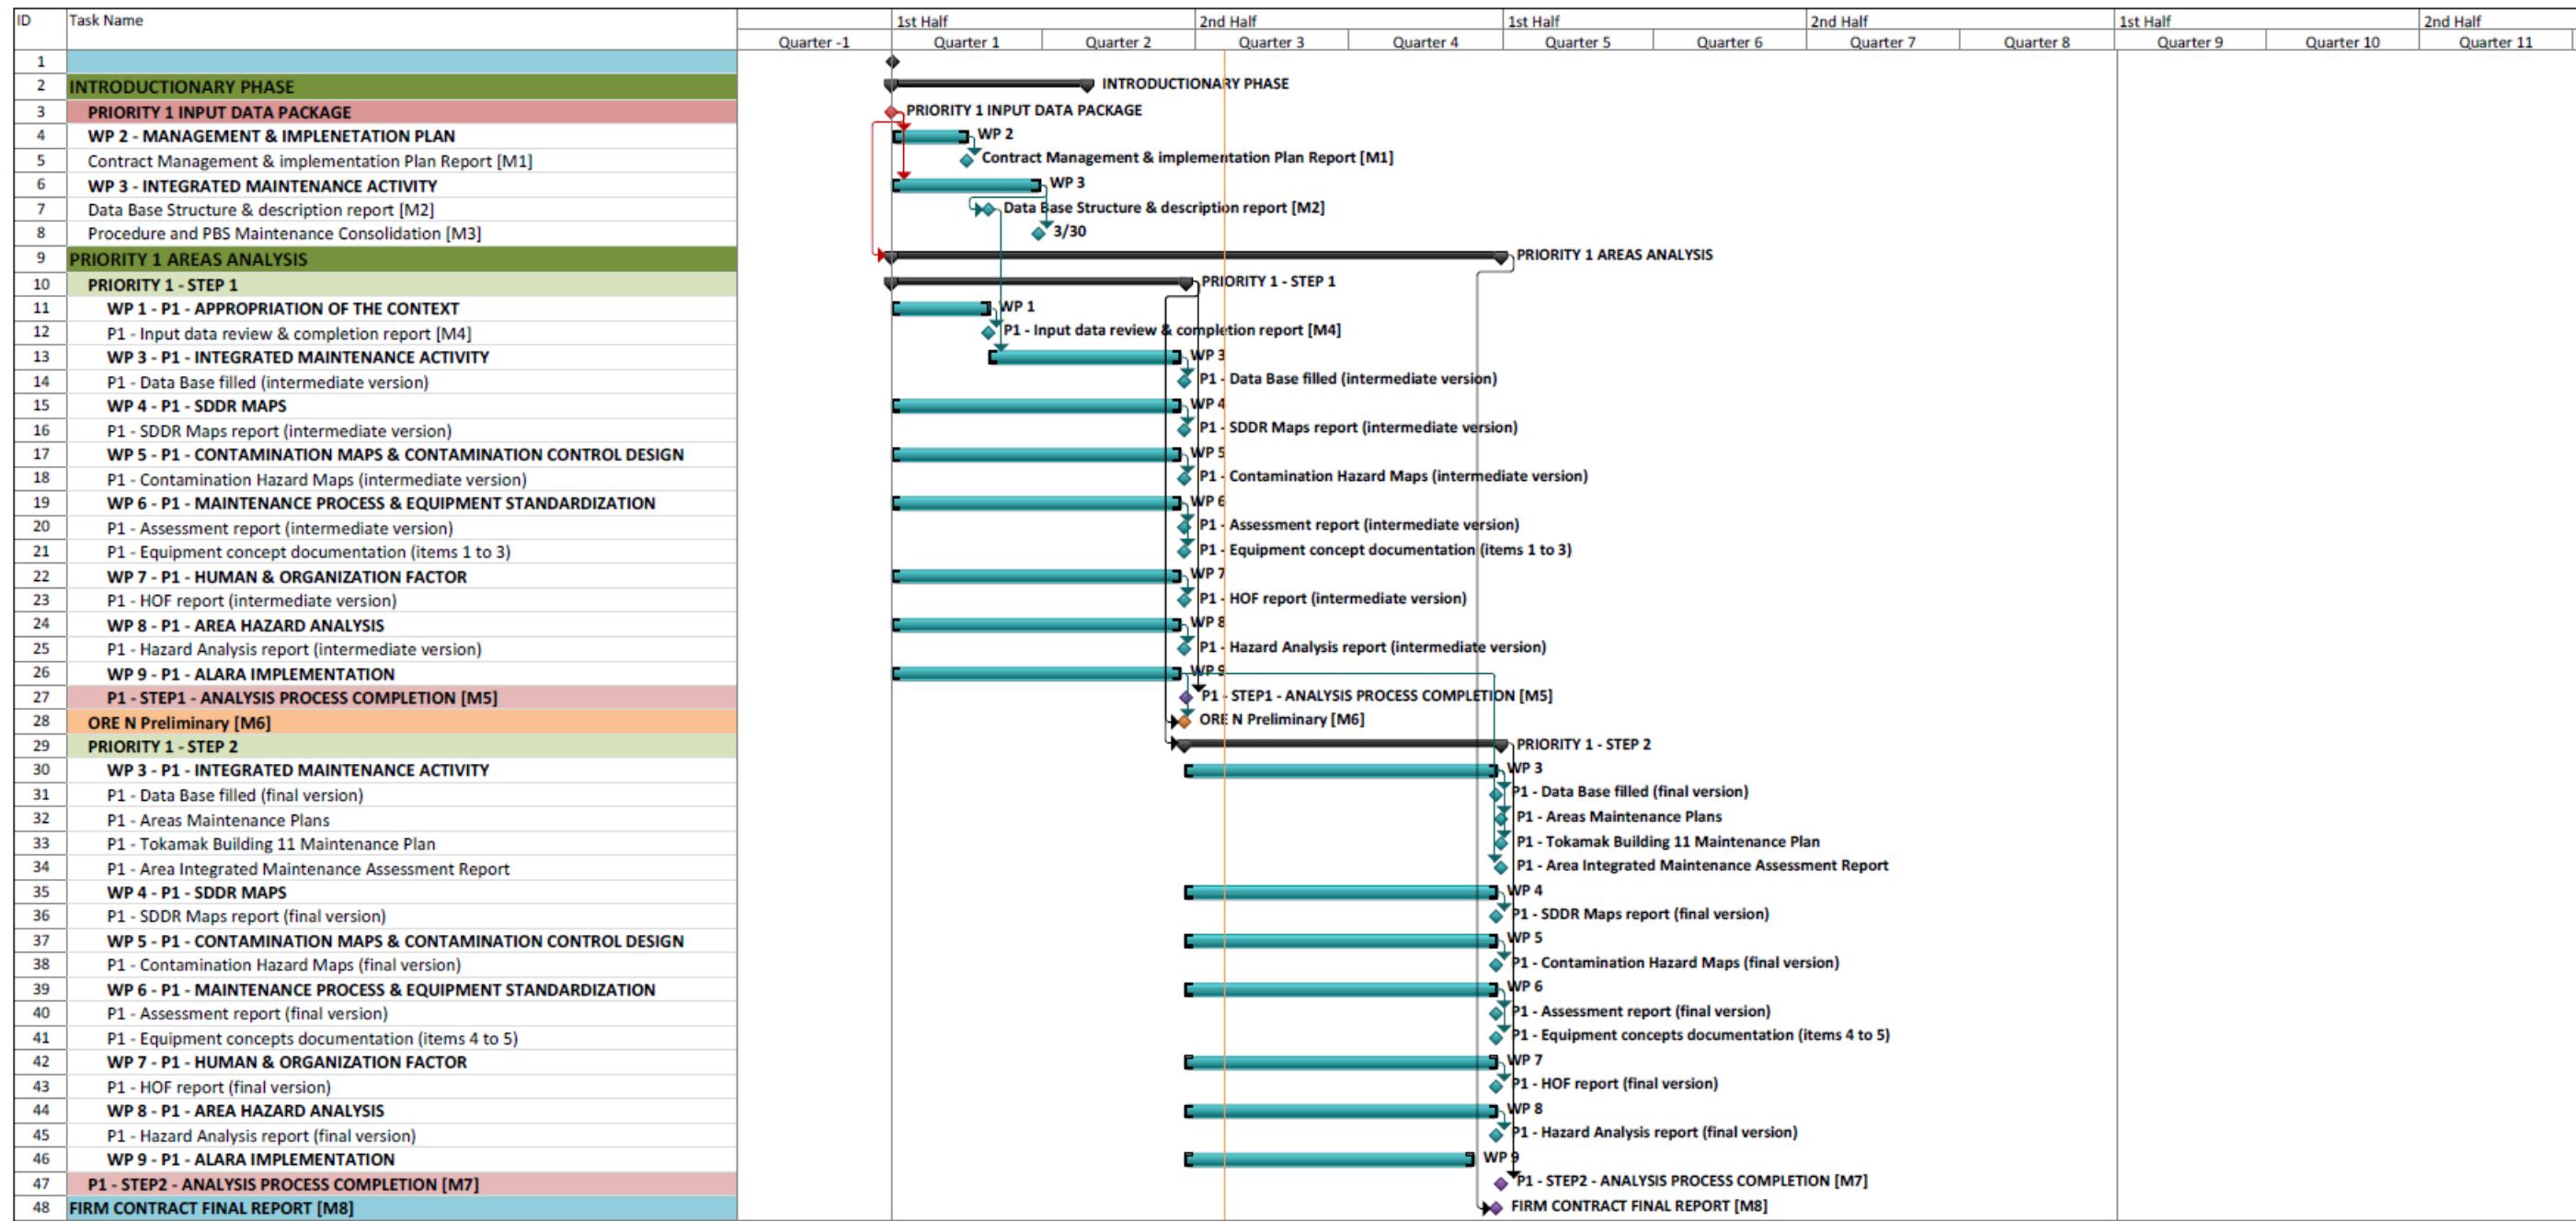 ID Task Name 1st Half 2nd Half 1st Half 2nd Half 1st Half 2nd Half
Quarter -1 Quarter 1 Quarter 2 Quarter 3 Quarter 4 Quarter 5 Quarter 6 Quarter 7 Quarter 8 Quarter 9 Quarter 10 Quarter 11
1
2 INTRODUCTIONARY PHASE INTRODUCTIONARY PHASE
3 PRIORITY 1 INPUT DATA PACKAGE PRIORITY 1 INPUT DATA PACKAGE
4 WP 2 - MANAGEMENT & IMPLENETATION PLAN WP 2
5 Contract Management & implementation Plan Report [M1] Contract Management & implementation Plan Report [M1]
6 WP 3 - INTEGRATED MAINTENANCE ACTIVITY WP 3
7 Data Base Structure & description report [M2] Data Base Structure & description report [M2]
8 Procedure and PBS Maintenance Consolidation [M3] 3/30
9 PRIORITY 1 AREAS ANALYSIS PRIORITY 1 AREAS ANALYSIS
10 PRIORITY 1 - STEP 1 PRIORITY 1 - STEP 1
11 WP 1 - P1 - APPROPRIATION OF THE CONTEXT WP 1
12 P1 - Input data review & completion report [M4] P1 - Input data review & completion report [M4]
13 WP 3 - P1 - INTEGRATED MAINTENANCE ACTIVITY WP 3
14 P1 - Data Base filled (intermediate version) P1 - Data Base filled (intermediate version)
15 WP 4 - P1 - SDDR MAPS WP 4
16 P1 - SDDR Maps report (intermediate version) P1 - SDDR Maps report (intermediate version)
17 WP 5 - P1 - CONTAMINATION MAPS & CONTAMINATION CONTROL DESIGN WP 5
18 P1 - Contamination Hazard Maps (intermediate version) P1 - Contamination Hazard Maps (intermediate version)
19 WP 6 - P1 - MAINTENANCE PROCESS & EQUIPMENT STANDARDIZATION WP 6
20 P1 - Assessment report (intermediate version) P1 - Assessment report (intermediate version)
21 P1 - Equipment concept documentation (items 1 to 3) P1 - Equipment concept documentation (items 1 to 3)
22 WP 7 - P1 - HUMAN & ORGANIZATION FACTOR WP 7
23 P1 - HOF report (intermediate version) P1 - HOF report (intermediate version)
24 WP 8 - P1 - AREA HAZARD ANALYSIS WP 8
25 P1 - Hazard Analysis report (intermediate version) P1 - Hazard Analysis report (intermediate version)
26 WP 9 - P1 - ALARA IMPLEMENTATION WP 9
27 P1 - STEP1 - ANALYSIS PROCESS COMPLETION [M5] P1 - STEP1 - ANALYSIS PROCESS COMPLETION [M5]
28 ORE N Preliminary [M6] ORE N Preliminary [M6]
29 PRIORITY 1 - STEP 2 PRIORITY 1 - STEP 2
30 WP 3 - P1 - INTEGRATED MAINTENANCE ACTIVITY WP 3
31 P1 - Data Base filled (final version) P1 - Data Base filled (final version)
32 P1 - Areas Maintenance Plans P1 - Areas Maintenance Plans
33 P1 - Tokamak Building 11 Maintenance Plan P1 - Tokamak Building 11 Maintenance Plan
34 P1 - Area Integrated Maintenance Assessment Report P1 - Area Integrated Maintenance Assessment Report
35 WP 4 - P1 - SDDR MAPS WP 4
36 P1 - SDDR Maps report (final version) P1 - SDDR Maps report (final version)
37 WP 5 - P1 - CONTAMINATION MAPS & CONTAMINATION CONTROL DESIGN WP 5
38 P1 - Contamination Hazard Maps (final version) P1 - Contamination Hazard Maps (final version)
39 WP 6 - P1 - MAINTENANCE PROCESS & EQUIPMENT STANDARDIZATION WP 6
40 P1 - Assessment report (final version) P1 - Assessment report (final version)
41 P1 - Equipment concepts documentation (items 4 to 5) P1 - Equipment concepts documentation (items 4 to 5)
42 WP 7 - P1 - HUMAN & ORGANIZATION FACTOR WP 7
43 P1 - HOF report (final version) P1 - HOF report (final version)
44 WP 8 - P1 - AREA HAZARD ANALYSIS WP 8
45 P1 - Hazard Analysis report (final version) P1 - Hazard Analysis report (final version)
46 WP 9 - P1 - ALARA IMPLEMENTATION WP 9
47 P1 - STEP2 - ANALYSIS PROCESS COMPLETION [M7] P1 - STEP2 - ANALYSIS PROCESS COMPLETION [M7]
48 FIRM CONTRACT FINAL REPORT [M8] FIRM CONTRACT FINAL REPORT [M8]